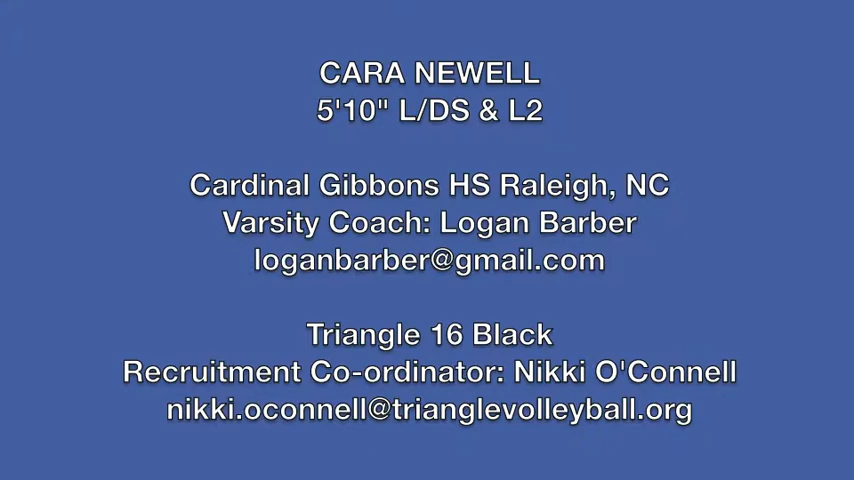 CARA NEWELL
5'10" L/DS & L2
Cardinal Gibbons HS Raleigh, NC
Varsity Coach: Logan Barber
loganbarber@gmail.com
Triangle 16 Black
Recruitment Co-ordinator: Nikki O'Connell
nikki.oconnell@trianglevolleyball.org